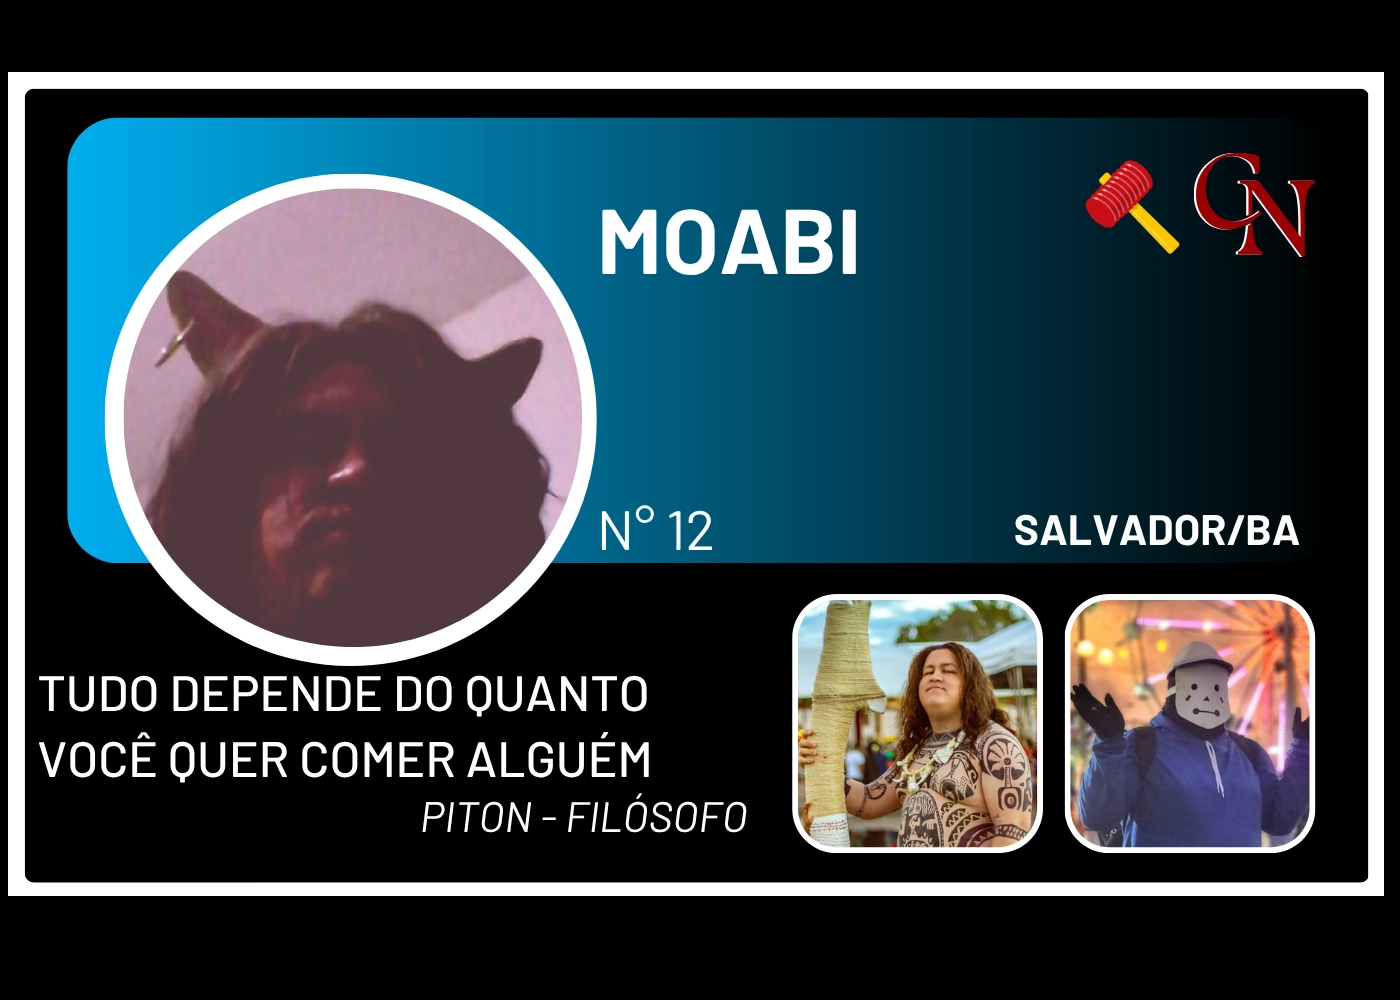 CN
MOABI
N° 12
SALVADOR/BA
TUDO DEPENDE DO QUANTO
VOCÊ QUER COMER ALGUÉM
PITON - FILÓSOFO